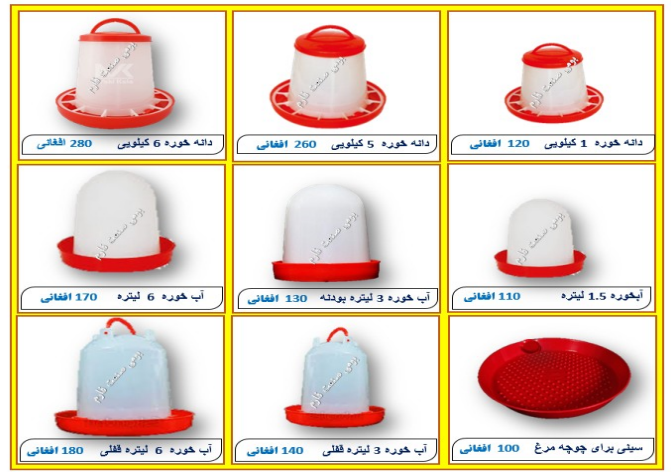 دانه خوره 1 کیلویی 120 افغانی
دانه خوره 5 کیلویی 260 افغانی
دانه خوره 6 کیلویی 280 افغانی
آبخوره 1.5 لیتره 110 افغانی
آب خوره 3 لیتره بودنه 130 افغانی
آب خوره 6 لیتره 170 افغانی
سینی برای چوچه مرغ 100 افغانی
آب خوره 3 لیتره قفلی 140 افغانی
آب خوره 6 لیتره قفلی 180 افغانی